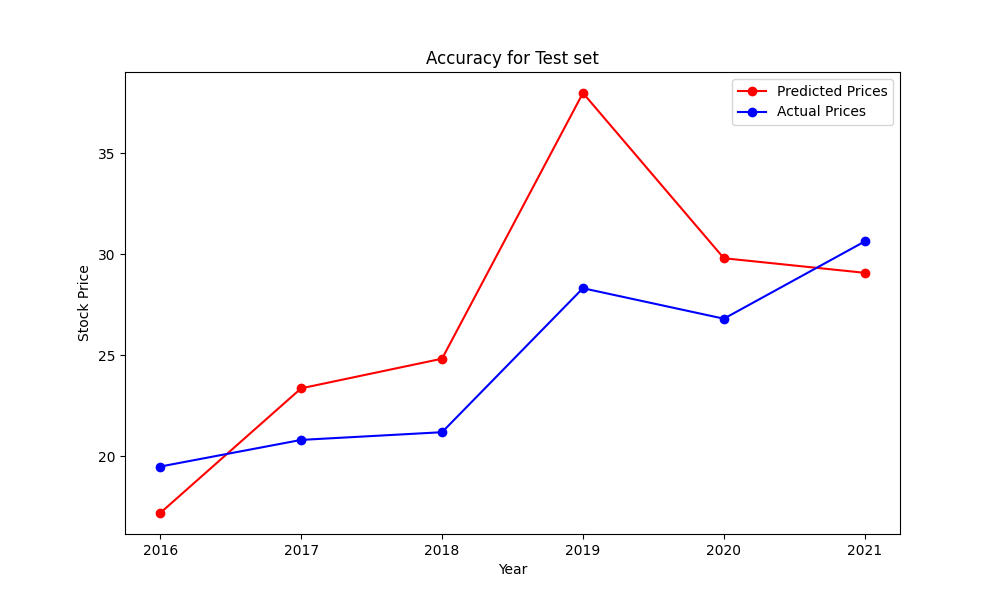 Accuracy for Test set
Predicted Prices
Actual Prices
35
30
25
20
Stock Price
2016 2017 2018 2019 2020 2021
Year